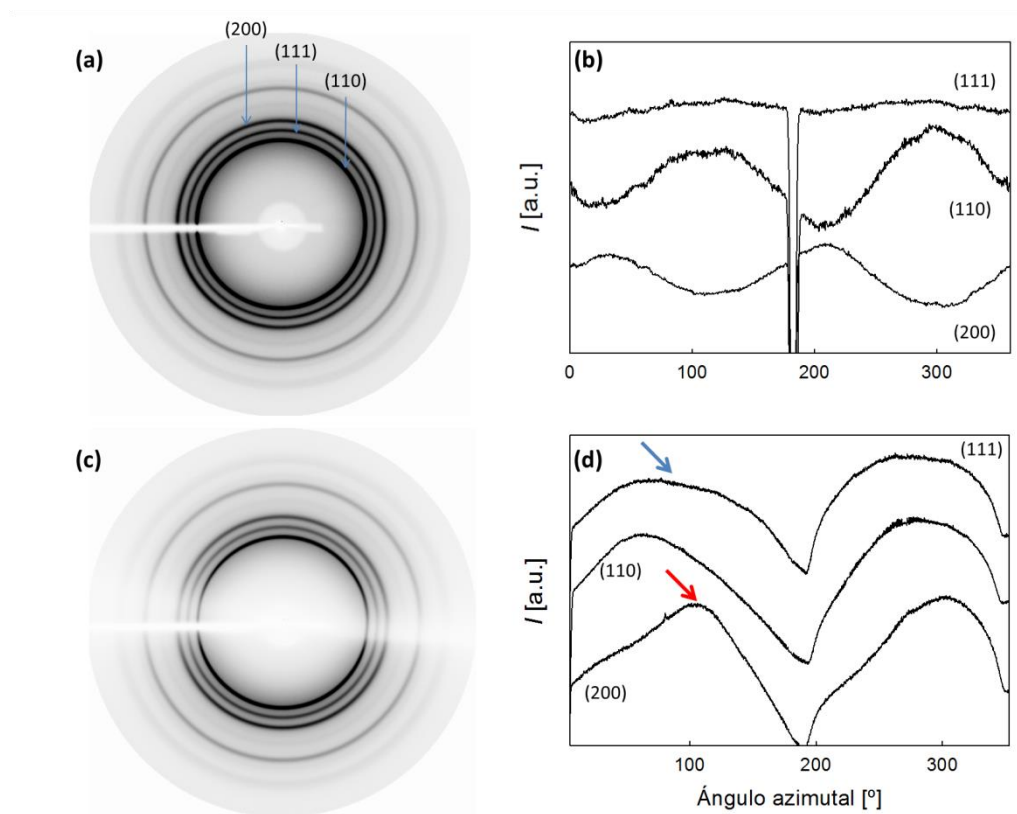 (a)
(200)
(111)
(110)
(b)
(111)
(110)
(200)
I [a.u.]
0
100
200
300
(c)
(d)
(111)
(110)
(200)
I [a.u.]
100
200
300
Ángulo azimutal [º]